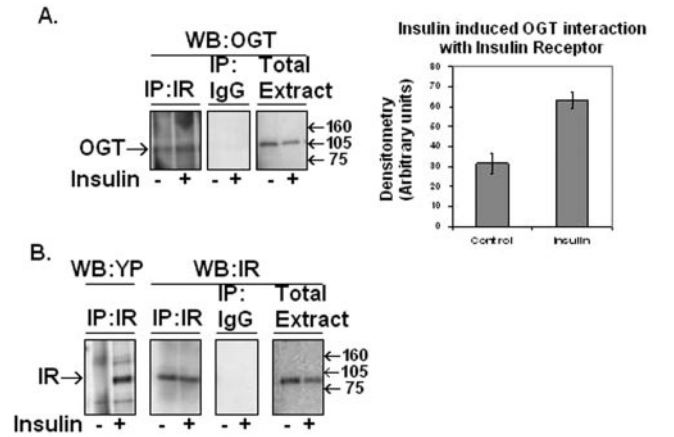 A.
WB:OGT
IP:IR
IP:
IgG
Total
Extract
OGT→
←160
←105
←75
Insulin - + - + - +
Insulin induced OGT interaction
with Insulin Receptor
Densitometry
(Arbitrary units)
80
70
60
50
40
30
20
10
0
Control
Insulin
B.
WB:YP
WB:IR
IP:IR
IP:IR
IP:
IgG
Total
Extract
IR→
←160
←105
←75
Insulin - + - + - + - +